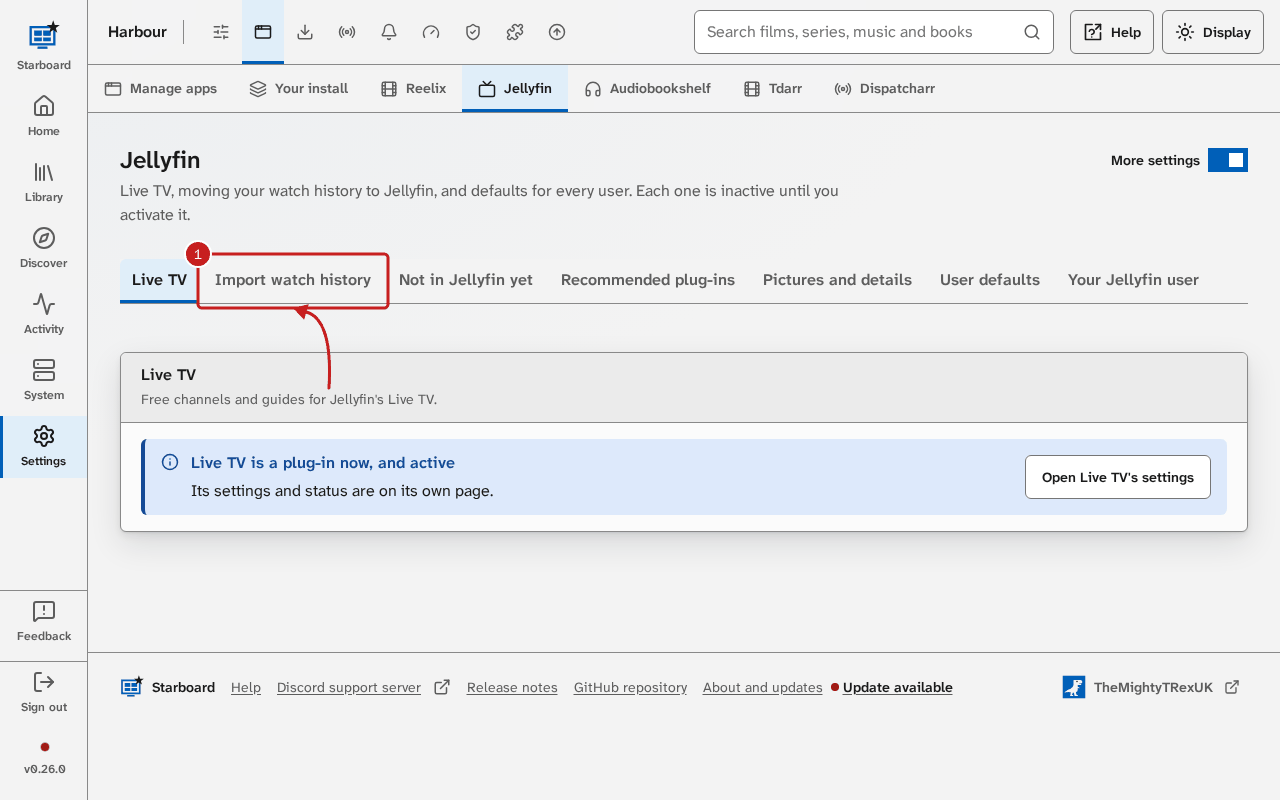 Starboard
Home
Library
Discover
Activity
System
Settings
Feedback
Sign out
v0.26.0
Harbour
Search films, series, music and books
Help
Display
Manage apps
Your install
Reelix
Jellyfin
Audiobookshelf
Tdarr
Dispatcharr
Jellyfin
More settings
Live TV, moving your watch history to Jellyfin, and defaults for every user. Each one is inactive until you
activate it.
1
Live TV
Import watch history
Not in Jellyfin yet
Recommended plug-ins
Pictures and details
User defaults
Your Jellyfin user
Live TV
Free channels and guides for Jellyfin's Live TV.
Live TV is a plug-in now, and active
Its settings and status are on its own page.
Open Live TV's settings
Starboard
Help
Discord support server
Release notes
GitHub repository
About and updates
Update available
TheMightyTRexUK